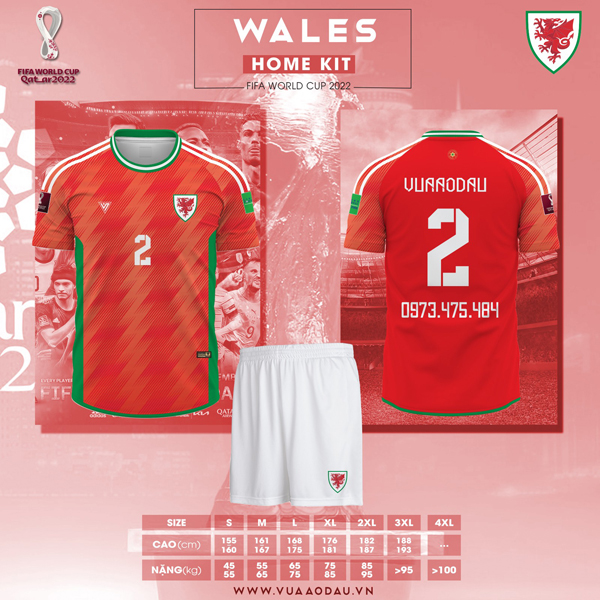 WALES
HOME KIT
FIFA WORLD CUP 2022
FIFA WORLD CUP
Qatar2022
2
VUAAODAU
2
0973.475.484
SIZE S M L XL 2XL 3XL 4XL
CAO(cm) 155 161 168 176 182 188 ...
160 167 175 181 187 193
NẶNG(kg) 45 55 65 75 85 >95 >100
55 65 75 85 95
WWW.VUAAODAU.VN